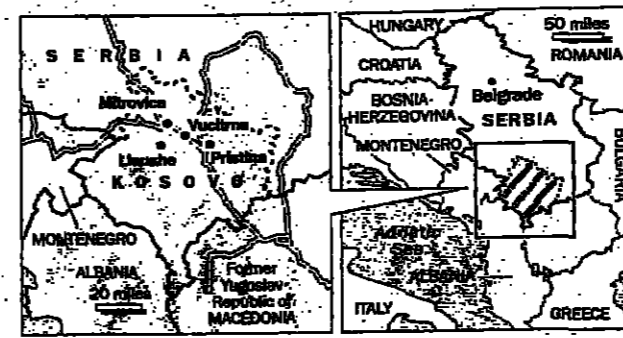 SERBIA
Mitrovica
Vucitrna
Llapshe
Pristina
KOSOVO
MONTENEGRO
ALBANIA
20 miles
Former
Yugoslav
Republic of
MACEDONIA
HUNGARY
50 miles
ROMANIA
CROATIA
BOSNIA-
HERZEGOVINA
Belgrade
SERBIA
MONTENEGRO
BULGARIA
Adriatic
Sea
ALBANIA
ITALY
GREECE